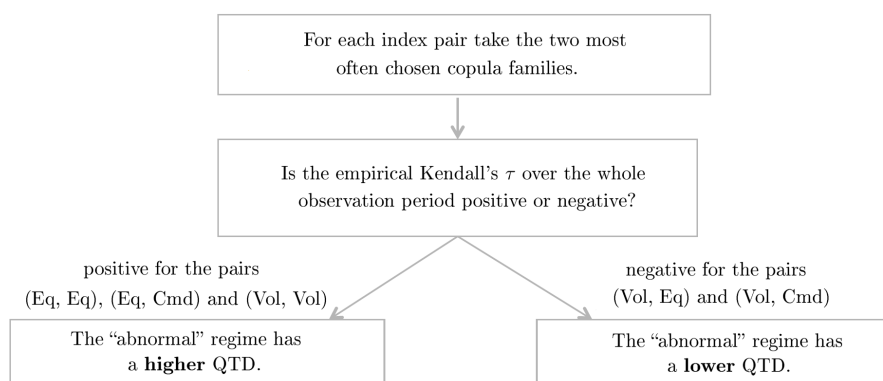 For each index pair take the two most
often chosen copula families.
Is the empirical Kendall's τ over the whole
observation period positive or negative?
positive for the pairs
(Eq, Eq), (Eq, Cmd) and (Vol, Vol)
negative for the pairs
(Vol, Eq) and (Vol, Cmd)
The “abnormal” regime has
a higher QTD.
The “abnormal” regime has
a lower QTD.